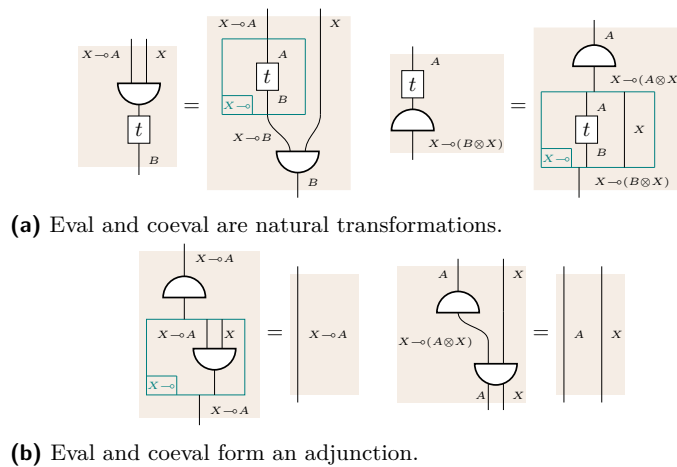 X⊸A X
t
B
=
X⊸A X
A
t
B
X⊸
X⊸B
B
A
t
X⊸(B⊗X)
=
A
X⊸(A⊗X
A
t
X
B
X⊸
X⊸(B⊗X)
(a) Eval and coeval are natural transformations.
X⊸A
X⊸A X
X⊸
X⊸A
=
X⊸A
A X
X⊸(A⊗X)
A X
=
A X
(b) Eval and coeval form an adjunction.